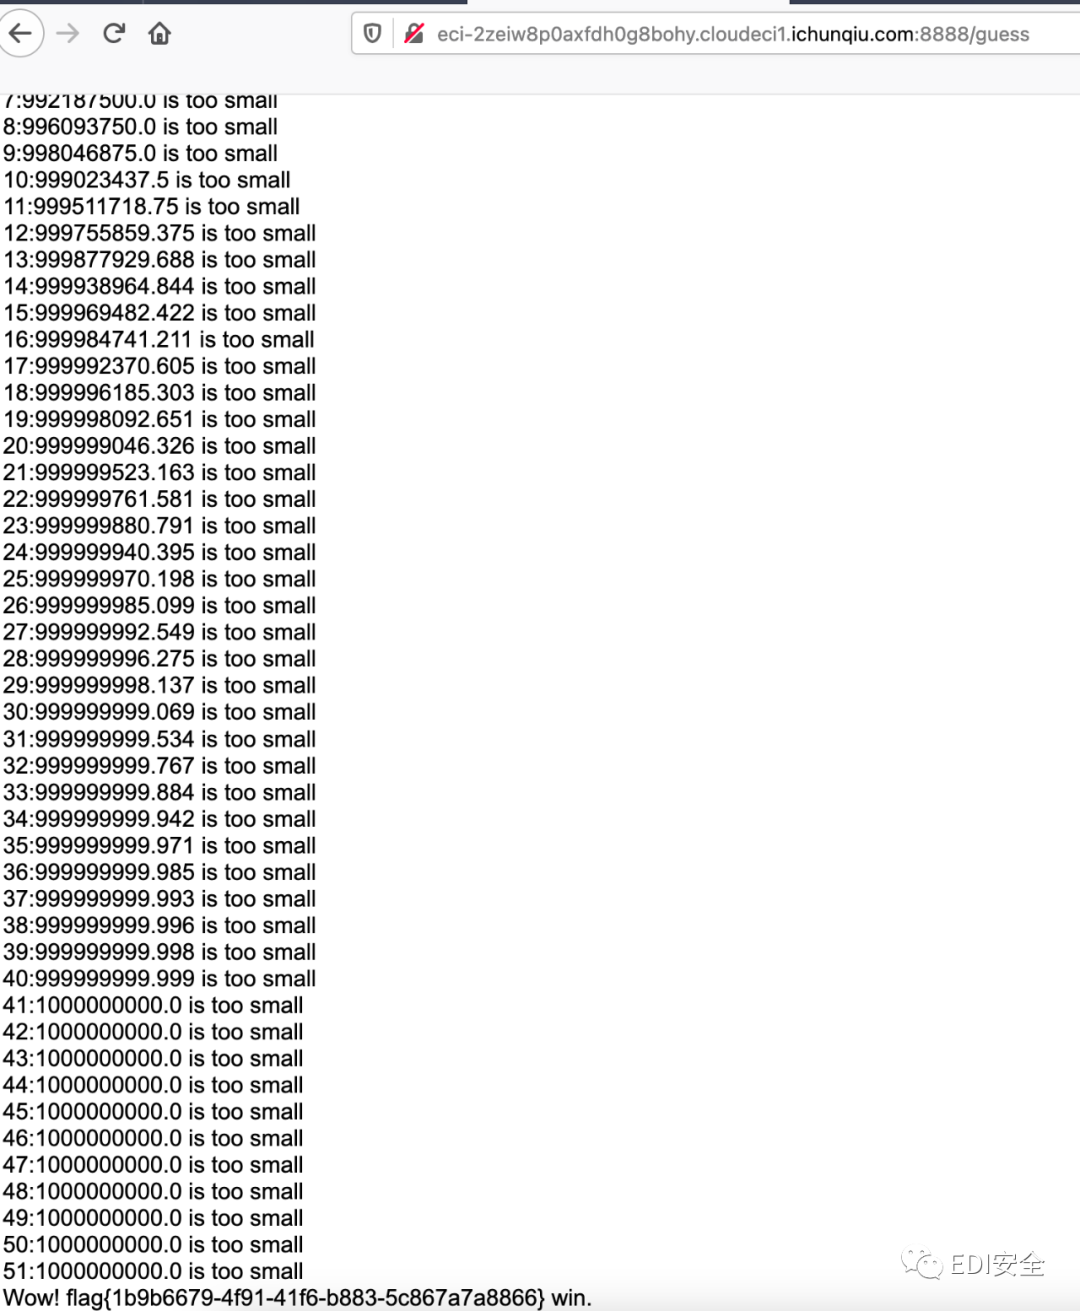 eci-2zeiw8p0axfdh0g8bohy.cloudeci1.ichunqiu.com:8888/guess
7:992187500.0 is too small
8:996093750.0 is too small
9:998046875.0 is too small
10:999023437.5 is too small
11:999511718.75 is too small
12:999755859.375 is too small
13:999877929.688 is too small
14:999938964.844 is too small
15:999969482.422 is too small
16:999984741.211 is too small
17:999992370.605 is too small
18:999996185.303 is too small
19:999998092.651 is too small
20:999999046.326 is too small
21:999999523.163 is too small
22:999999761.581 is too small
23:999999880.791 is too small
24:999999940.395 is too small
25:999999970.198 is too small
26:999999985.099 is too small
27:999999992.549 is too small
28:999999996.275 is too small
29:999999998.137 is too small
30:999999999.069 is too small
31:999999999.534 is too small
32:999999999.767 is too small
33:999999999.884 is too small
34:999999999.942 is too small
35:999999999.971 is too small
36:999999999.985 is too small
37:999999999.993 is too small
38:999999999.996 is too small
39:999999999.998 is too small
40:999999999.999 is too small
41:1000000000.0 is too small
42:1000000000.0 is too small
43:1000000000.0 is too small
44:1000000000.0 is too small
45:1000000000.0 is too small
46:1000000000.0 is too small
47:1000000000.0 is too small
48:1000000000.0 is too small
49:1000000000.0 is too small
50:1000000000.0 is too small
51:1000000000.0 is too small
Wow! flag{1b9b6679-4f91-41f6-b883-5c867a7a8866} win.
EDI安全